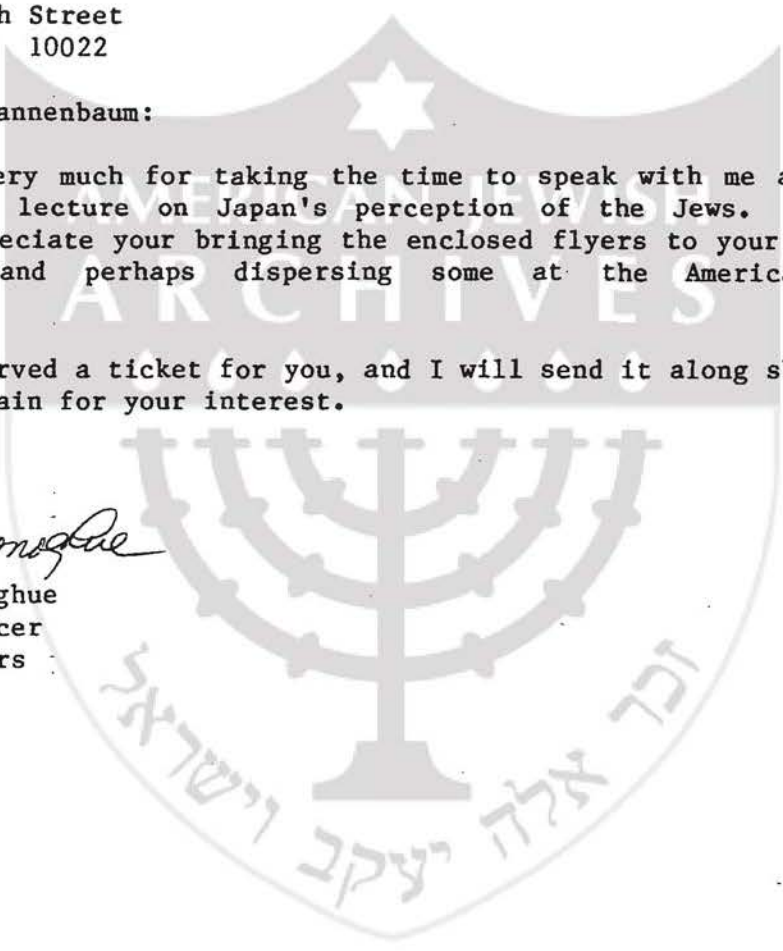 h Street
10022
annenbaum:
ery much for taking the time to speak with me a
lecture on Japan's perception of the Jews.
eciate your bringing the enclosed flyers to your
and perhaps dispersing some at the Americ
rved a ticket for you, and I will send it along s
ain for your interest.
ghue
cer
rs
AMERICAN JEWISH
ARCHIVES
זכר אלה יעקב וישראל